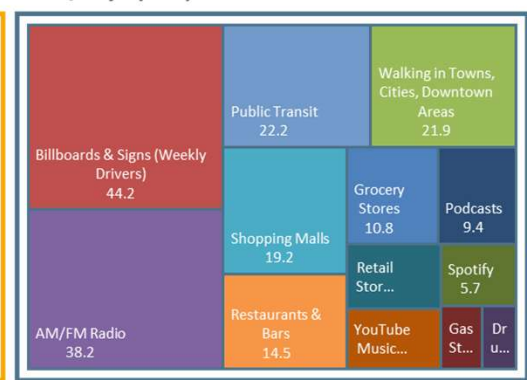 Billboards & Signs (Weekly
Drivers)
44.2
AM/FM Radio
38.2
Public Transit
22.2
Walking in Towns,
Cities, Downtown
Areas
21.9
Shopping Malls
19.2
Restaurants &
Bars
14.5
Grocery
Stores
10.8
Podcasts
9.4
Retail
Stor...
Spotify
5.7
YouTube
Music...
Gas
St...
Dr
u...